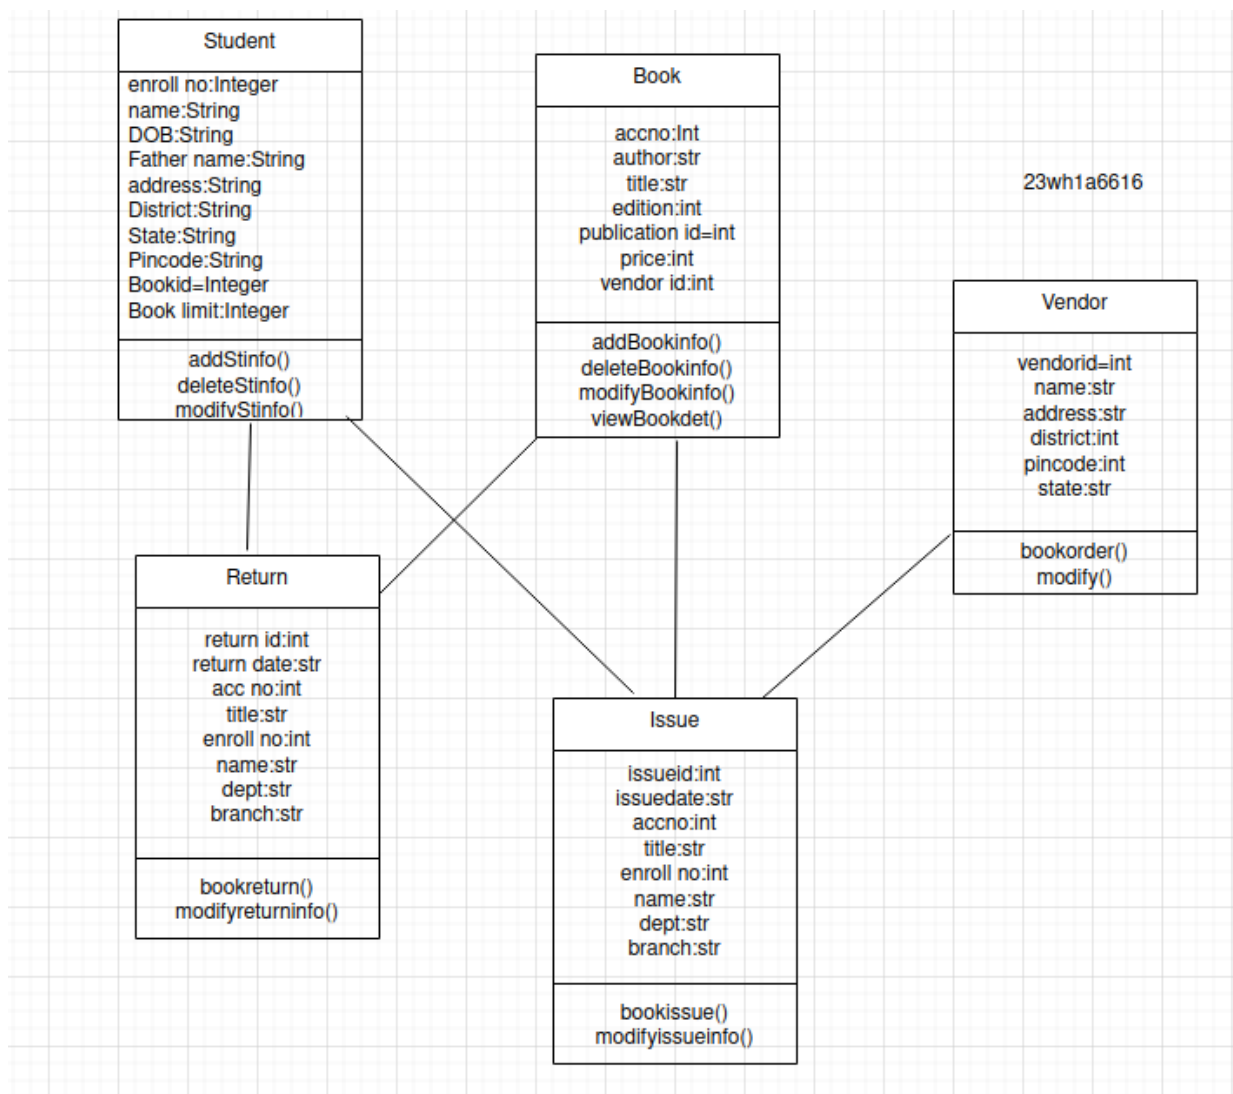 Student
enroll no:Integer
name:String
DOB:String
Father name:String
address:String
District:String
State:String
Pincode:String
Bookid=Integer
Book limit:Integer
addStinfo()
deleteStinfo()
modifyStinfo()
Book
accno:Int
author:str
title:str
edition:int
publication id=int
price:int
vendor id:int
addBookinfo()
deleteBookinfo()
modifyBookinfo()
viewBookdet()
23wh1a6616
Vendor
vendorid=int
name:str
address:str
district:int
pincode:int
state:str
bookorder()
modify()
Return
return id:int
return date:str
acc no:int
title:str
enroll no:int
name:str
dept:str
branch:str
bookreturn()
modifyreturninfo()
Issue
issueid:int
issuedate:str
accno:int
title:str
enroll no:int
name:str
dept:str
branch:str
bookissue()
modifyissueinfo()